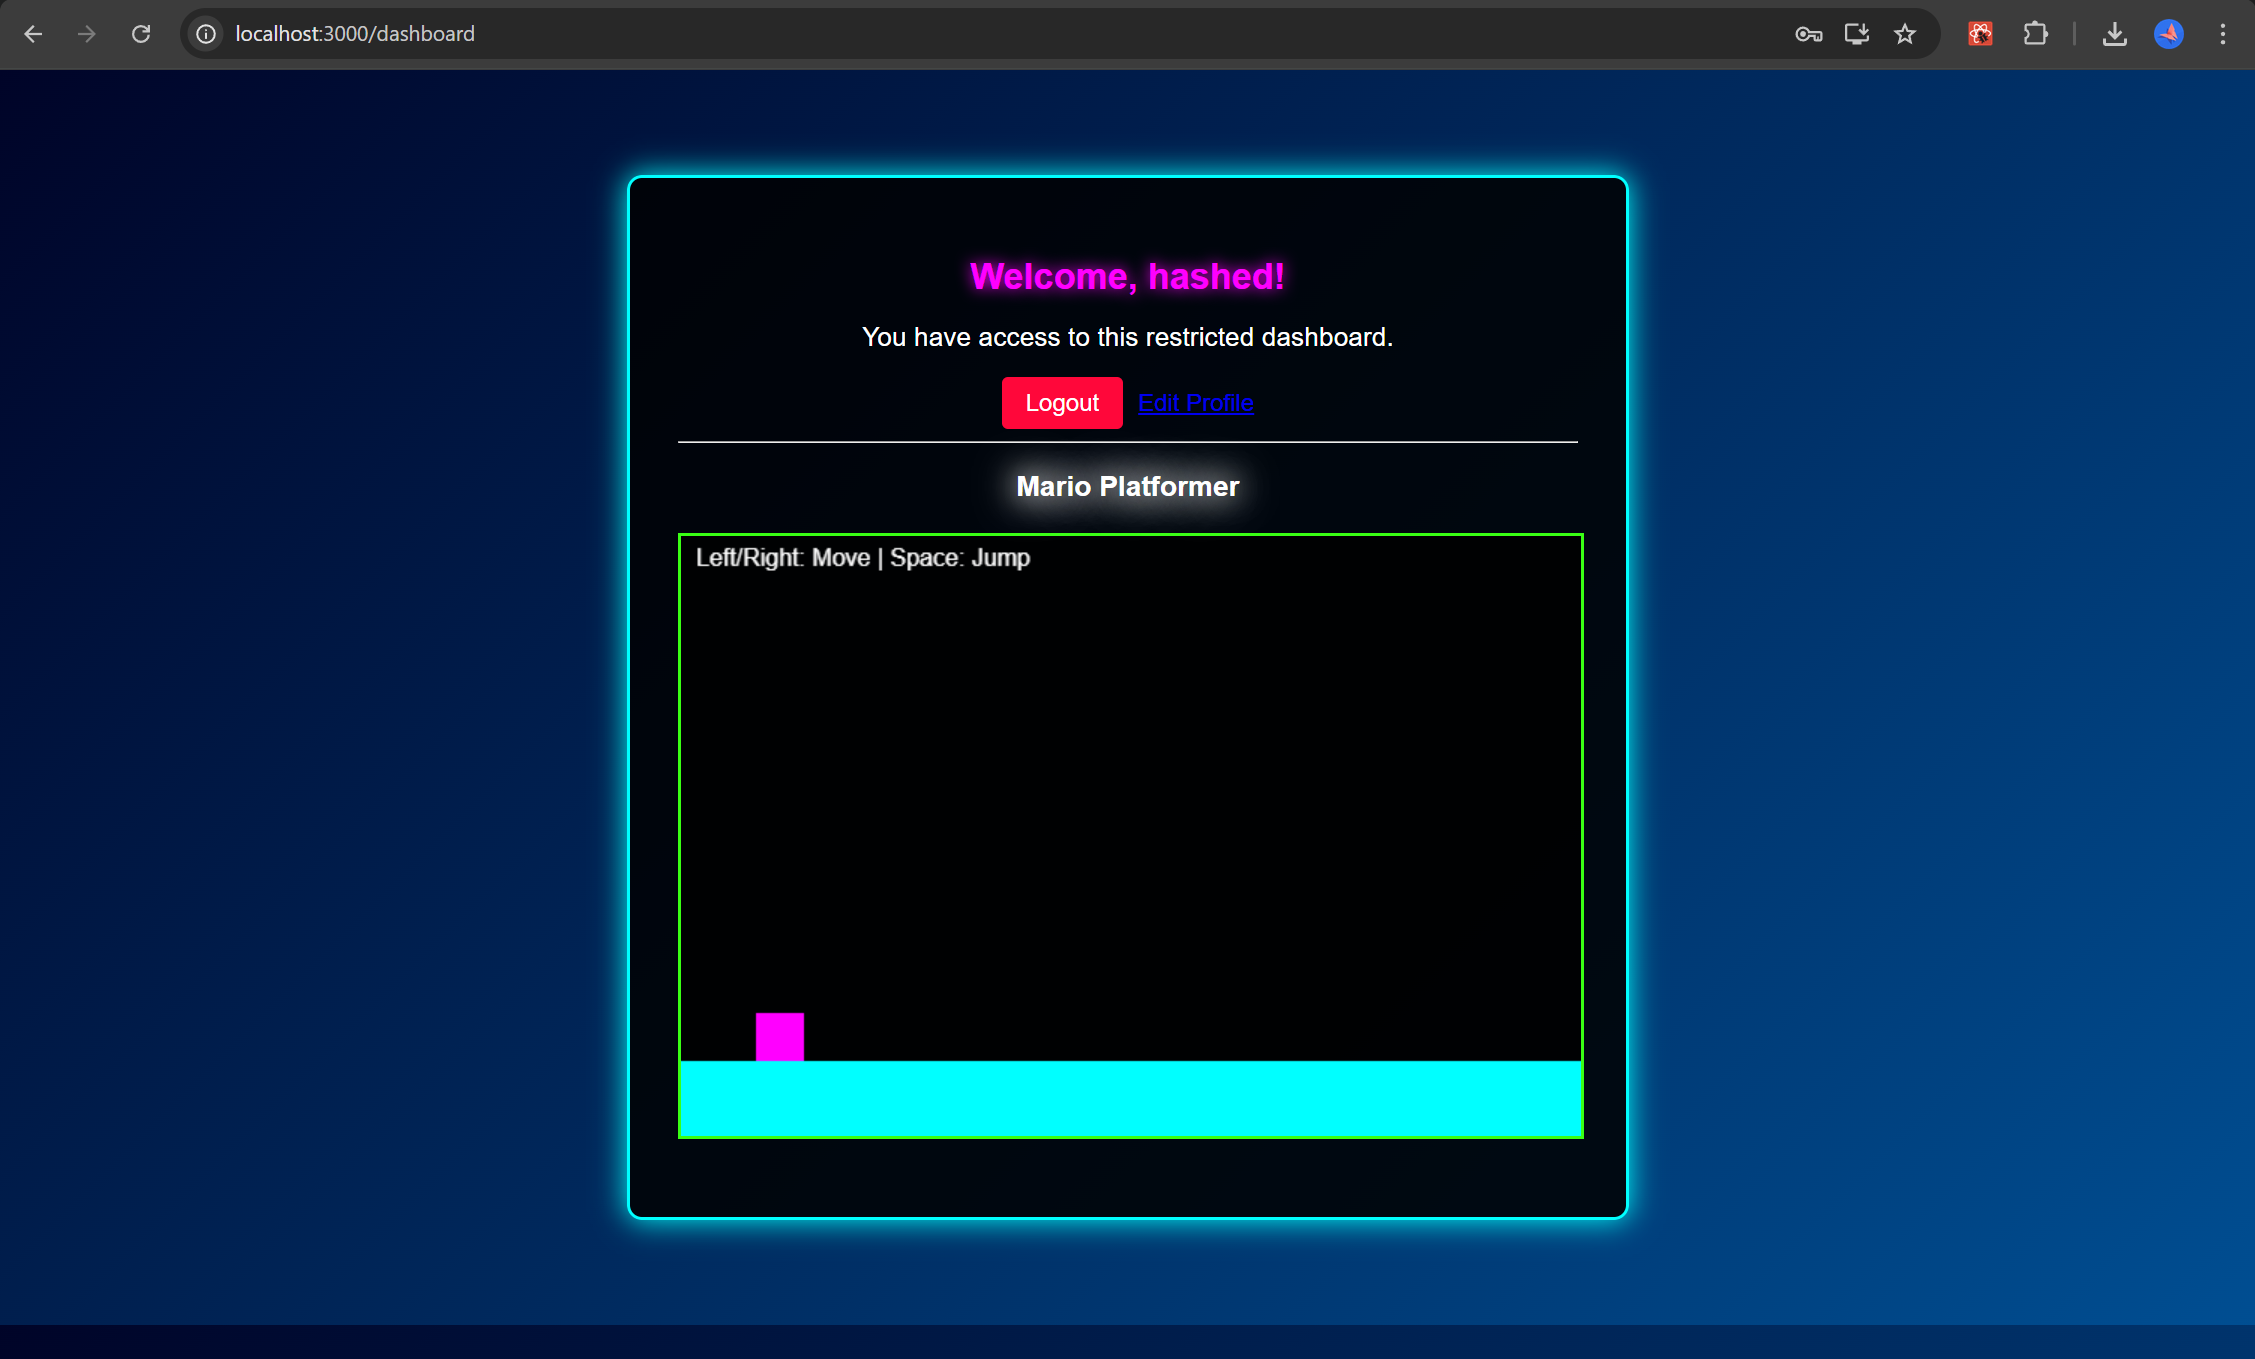 localhost:3000/dashboard
Welcome, hashed!
You have access to this restricted dashboard.
Logout Edit Profile
Mario Platformer
Left/Right: Move | Space: Jump